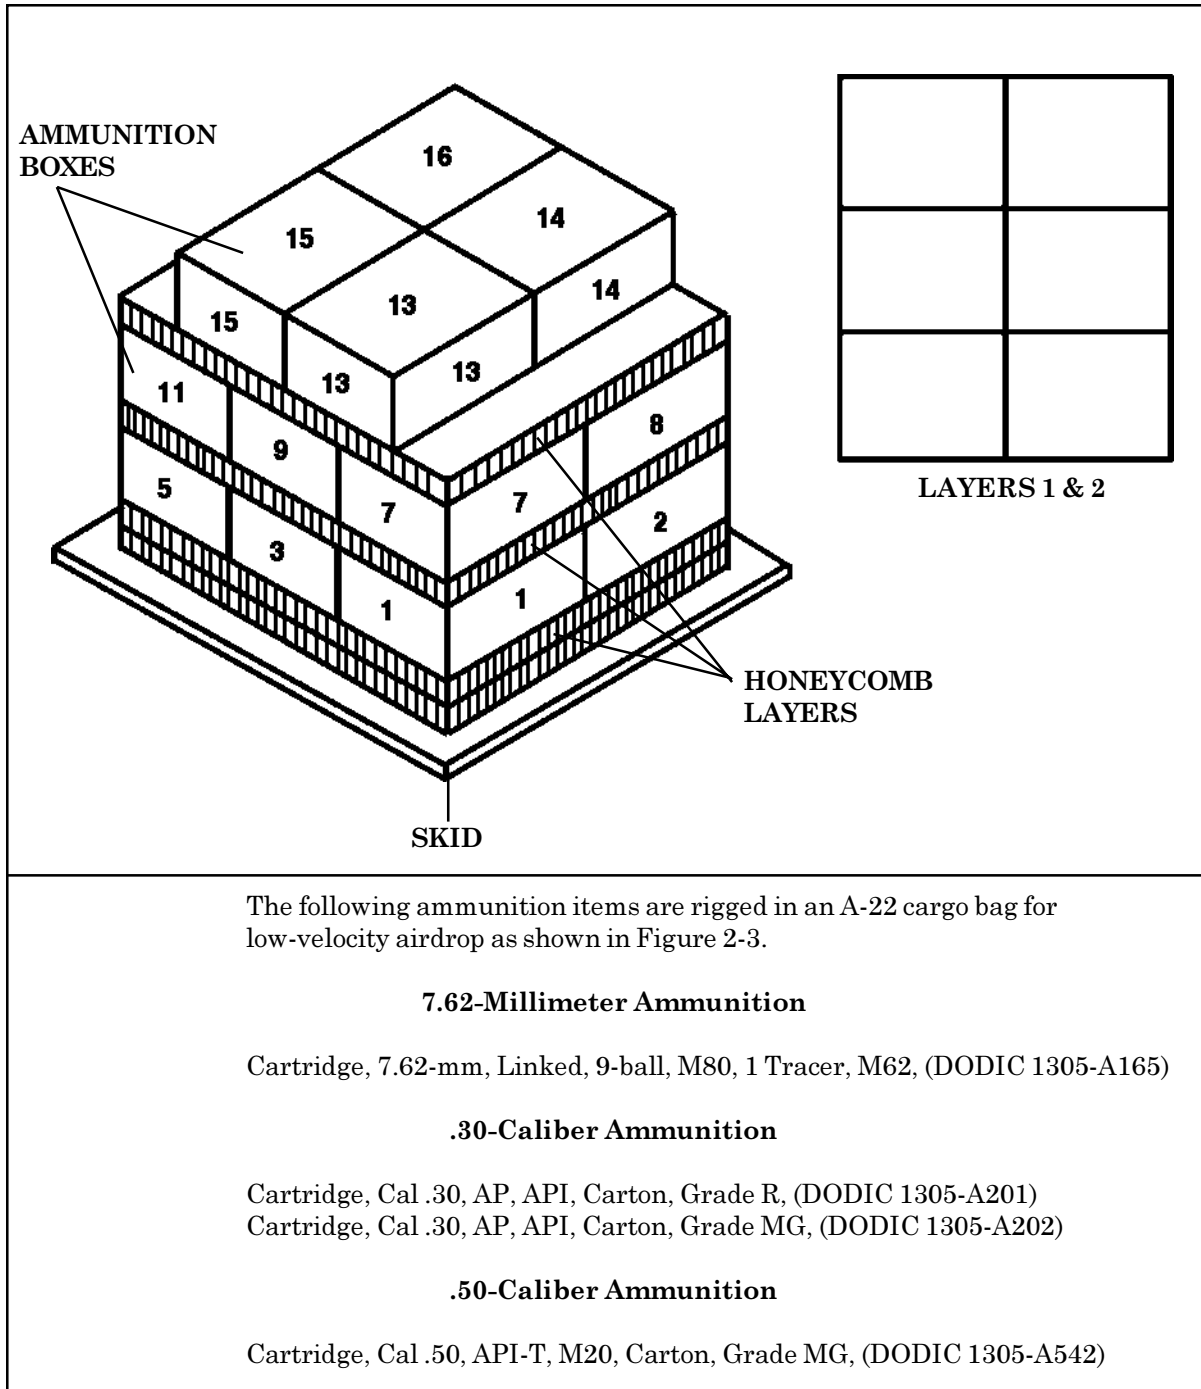 AMMUNITION
BOXES
16
15
14
13
15
14
13
13
11
9
7
7
8
5
3
1
1
2
LAYERS 1 & 2
HONEYCOMB
LAYERS
SKID
The following ammunition items are rigged in an A-22 cargo bag for
low-velocity airdrop as shown in Figure 2-3.
7.62-Millimeter Ammunition
Cartridge, 7.62-mm, Linked, 9-ball, M80, 1 Tracer, M62, (DODIC 1305-A165)
.30-Caliber Ammunition
Cartridge, Cal .30, AP, API, Carton, Grade R, (DODIC 1305-A201)
Cartridge, Cal .30, AP, API, Carton, Grade MG, (DODIC 1305-A202)
.50-Caliber Ammunition
Cartridge, Cal .50, API-T, M20, Carton, Grade MG, (DODIC 1305-A542)